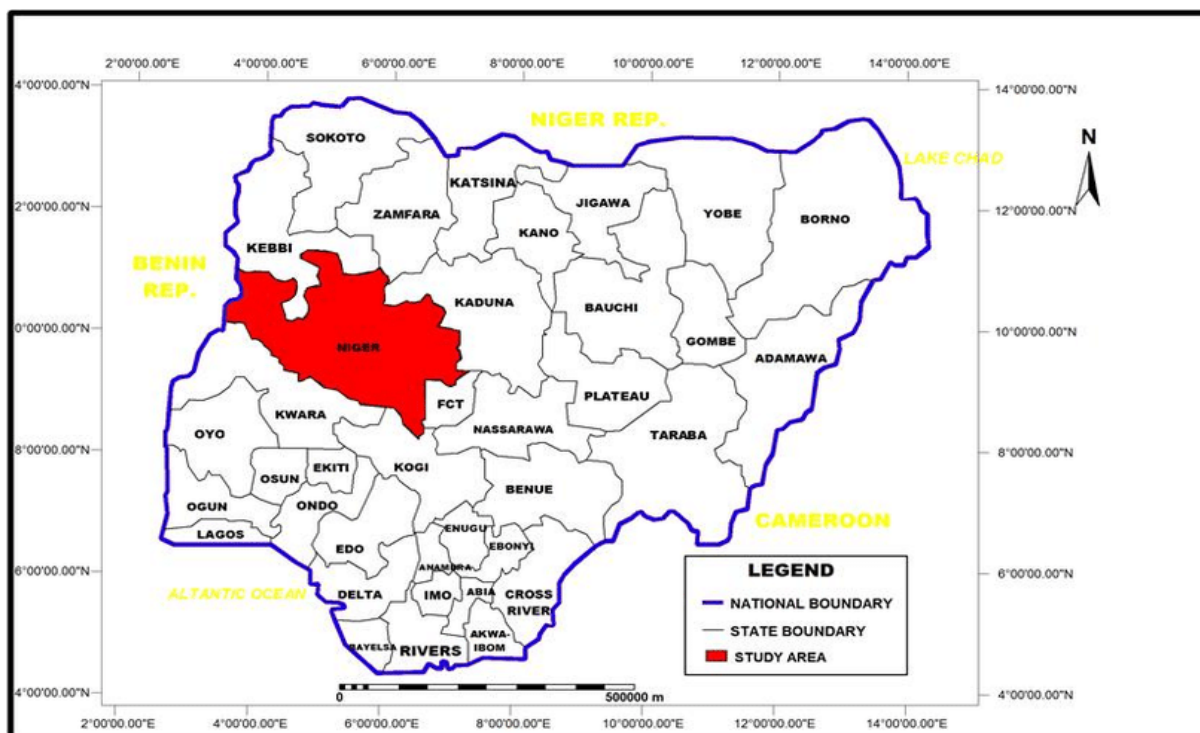 2°00'00.00"E 4°00'00.00"E 6°00'00.00"E 8°00'00.00"E 10°00'00.00"E 12°00'00.00"E 14°00'00.00"E
4°00'00.00"N
14°00'00.00"N
NIGER REP.
N
SOKOTO
LAKE CHAD
KATSINA
JIGAWA
2°00'00.00"N
ZAMFARA
YOBE
BORNO
12°00'00.00"N
KANO
KEBBI
BENIN
REP.
KADUNA
BAUCHI
0°00'00.00"N
10°00'00.00"N
NIGER
GOMBE
ADAMAWA
PLATEAU
FCT
KWARA
NASSARAWA
OYO
TARABA
8°00'00.00"N
8°00'00.00"N
EKITI
KOGI
OSUN
BENUE
OGUN
ONDO
CAMEROON
LAGOS
ENUGU
EDO
EBONYI
ANAMBRA
6°00'00.00"N
6°00'00.00"N
LEGEND
ALTANTIC OCEAN
DELTA
IMO
ABIA
CROSS
RIVER
NATIONAL BOUNDARY
STATE BOUNDARY
STUDY AREA
AKWA-
IBOM
BAYELSA
RIVERS
4°00'00.00"N
0 500000 m
4°00'00.00"N
2°00'00.00"E 4°00'00.00"E 6°00'00.00"E 8°00'00.00"E 10°00'00.00"E 12°00'00.00"E 14°00'00.00"E